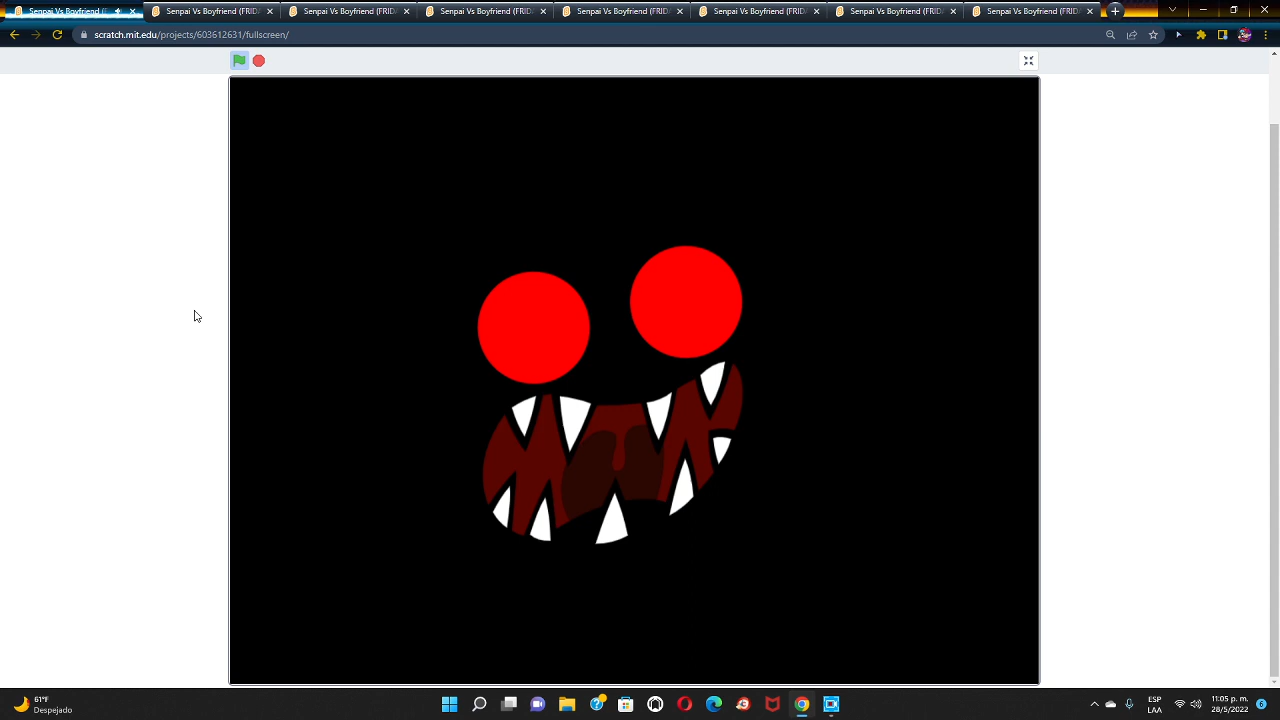 Senpai Vs Boyfriend (F
Senpai Vs Boyfriend (FRID
Senpai Vs Boyfriend (FRID
Senpai Vs Boyfriend (FRID
Senpai Vs Boyfriend (FRID
Senpai Vs Boyfriend (FRID
Senpai Vs Boyfriend (FRID
Senpai Vs Boyfriend (FRID
scratch.mit.edu/projects/603612631/fullscreen/
61°F
Despejado
ESP
LAA
11:05 p. m.
28/5/2022
6